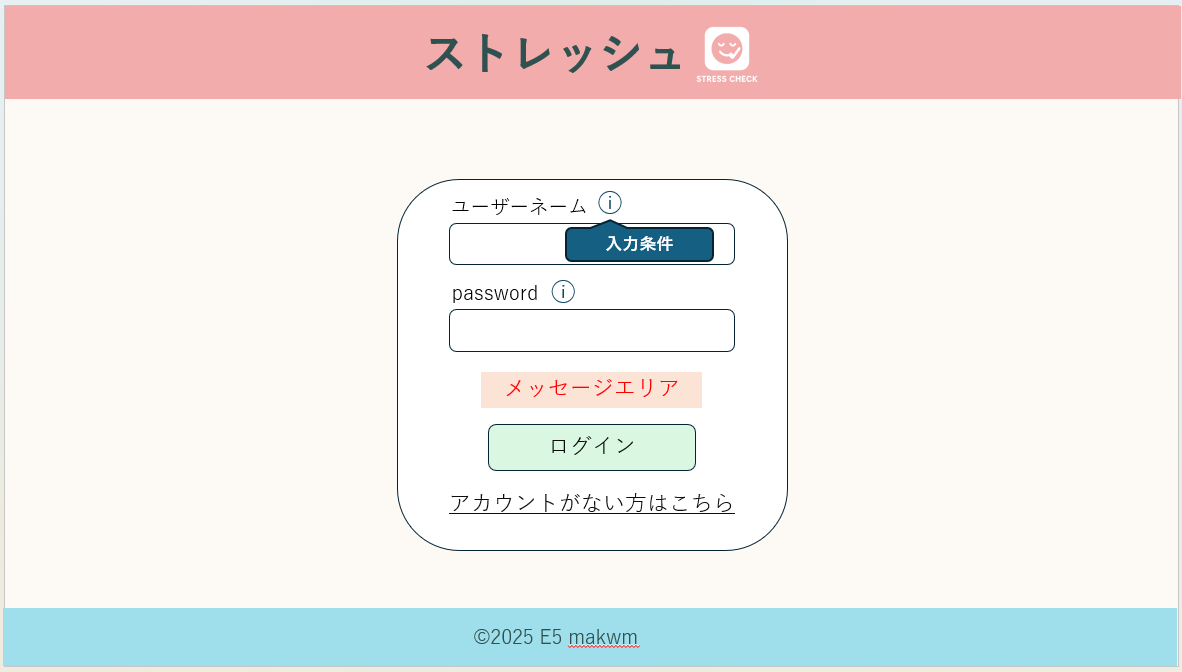 ストレッシュ
STRESS CHECK
ユーザーネーム i
入力条件
password i
メッセージエリア
ログイン
アカウントがない方はこちら
©2025 E5 makwm